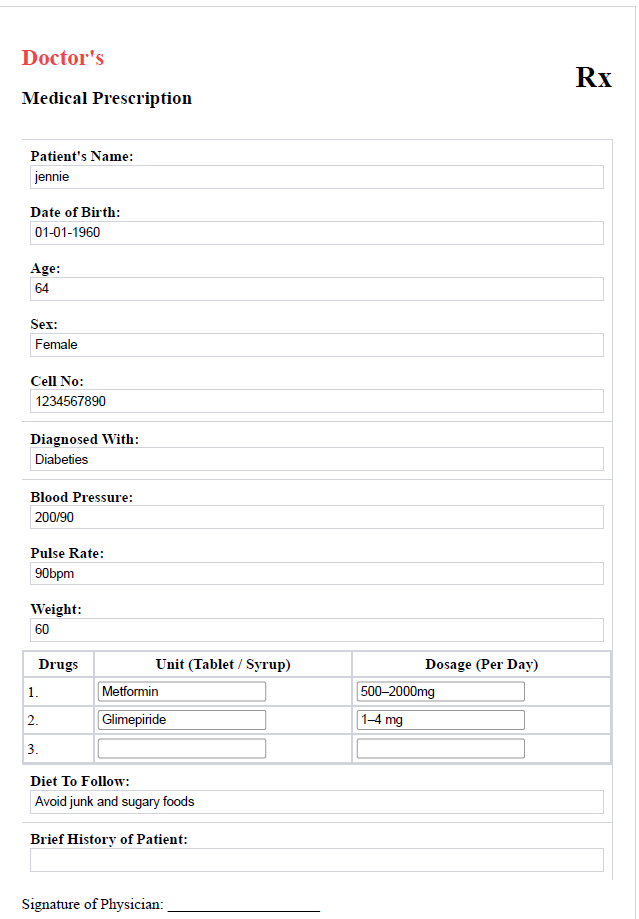 Doctor's
Rx
Medical Prescription
Patient's Name:
jennie
Date of Birth:
01-01-1960
Age:
64
Sex:
Female
Cell No:
1234567890
Diagnosed With:
Diabeties
Blood Pressure:
200/90
Pulse Rate:
90bpm
Weight:
60
Drugs Unit (Tablet / Syrup) Dosage (Per Day)
1. Metformin 500–2000mg
2. Glimepiride 1–4 mg
3.
Diet To Follow:
Avoid junk and sugary foods
Brief History of Patient:
Signature of Physician: ____________________